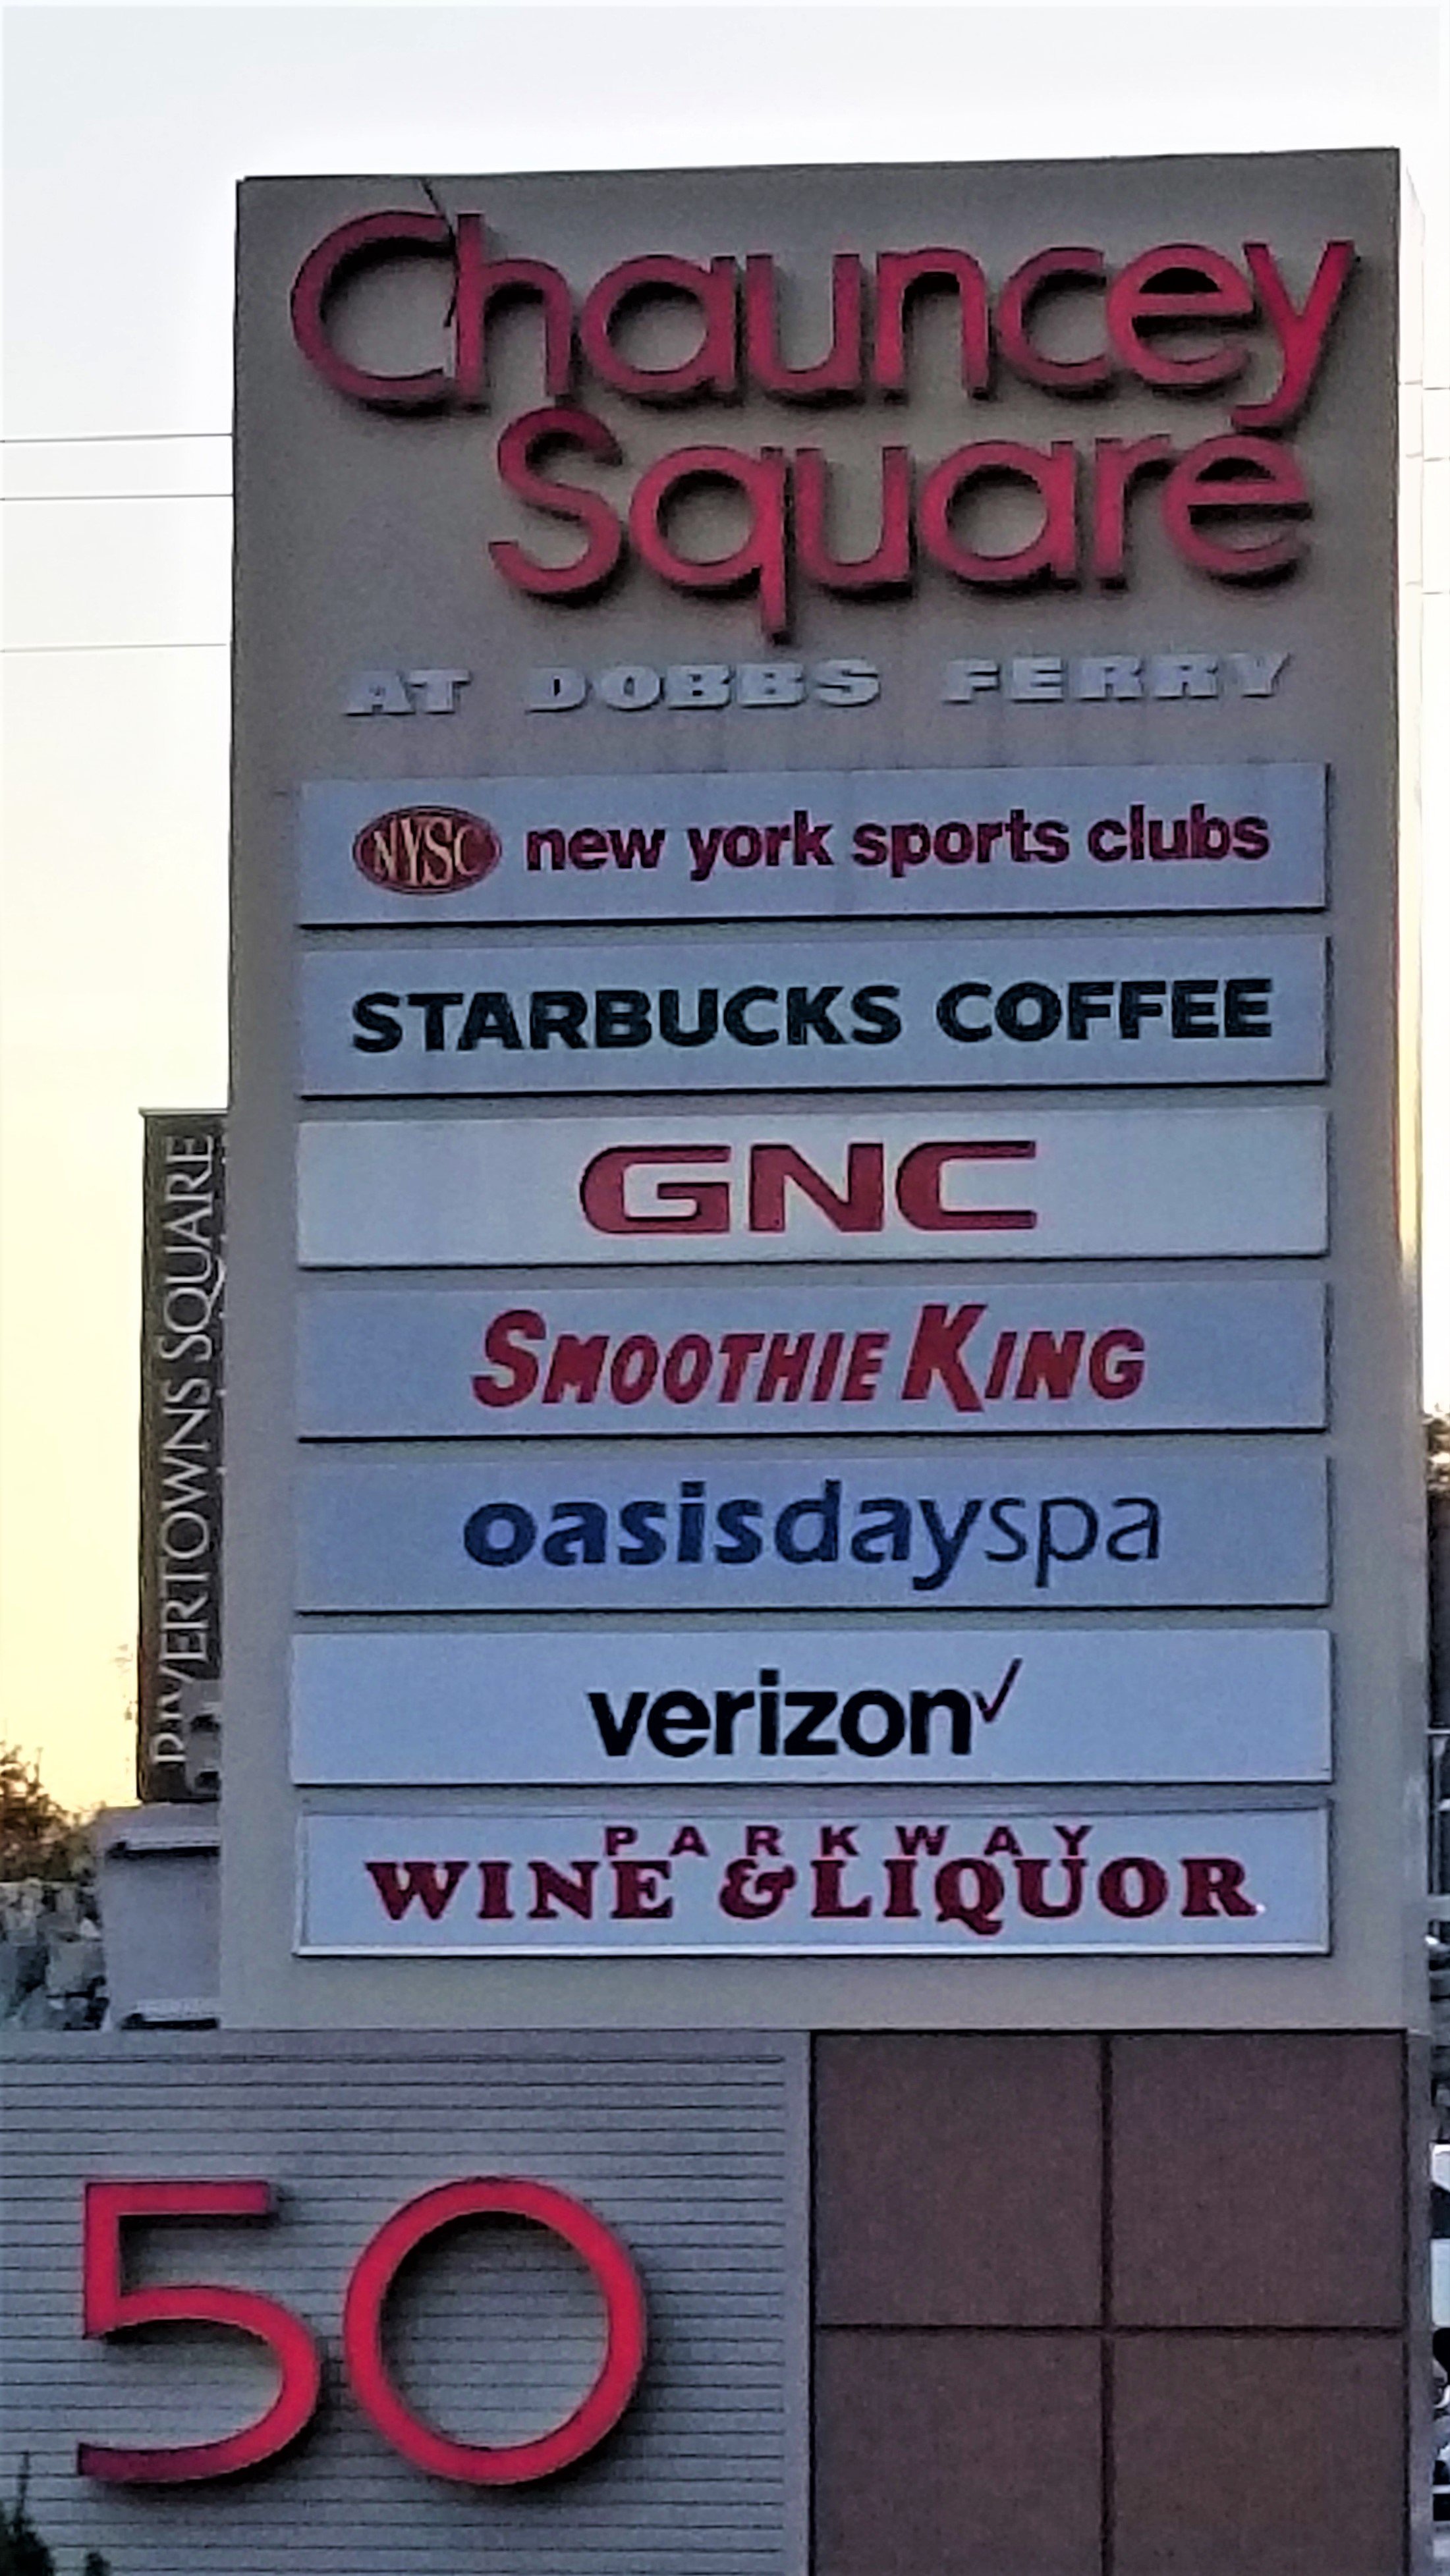 Chauncey
Square
AT DOBBS FERRY
NYSC new york sports clubs
STARBUCKS COFFEE
GNC
SMOOTHIE KING
oasisdayspa
verizon✓
PARKWAY
WINE & LIQUOR
RIVERTOWNS SQUARE
50